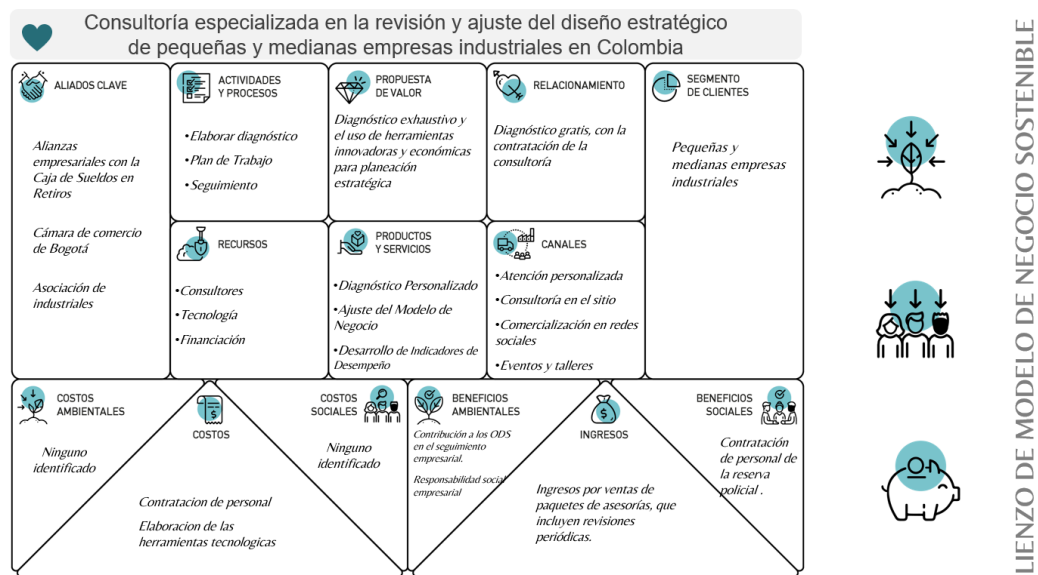 Consultoría especializada en la revisión y ajuste del diseño estratégico
de pequeñas y medianas empresas industriales en Colombia
ALIADOS CLAVE
Alianzas
empresariales con la
Caja de Sueldos en
Retiros
Cámara de comercio
de Bogotá
Asociación de
industriales
ACTIVIDADES
Y PROCESOS
•Elaborar diagnóstico
•Plan de Trabajo
•Seguimiento
RECURSOS
•Consultores
•Tecnología
•Financiación
PROPUESTA
DE VALOR
Diagnóstico exhaustivo y
el uso de herramientas
innovadoras y económicas
para planeación
estratégica
PRODUCTOS
Y SERVICIOS
•Diagnóstico Personalizado
•Ajuste del Modelo de
Negocio
•Desarrollo de Indicadores de
Desempeño
RELACIONAMIENTO
Diagnóstico gratis, con la
contratación de la
consultoría
CANALES
•Atención personalizada
•Consultoría en el sitio
•Comercialización en redes
sociales
•Eventos y talleres
SEGMENTO
DE CLIENTES
Pequeñas y
medianas empresas
industriales
COSTOS
AMBIENTALES
Ninguno
identificado
COSTOS
Contratacion de personal
Elaboracion de las
herramientas tecnologicas
COSTOS
SOCIALES
Ninguno
identificado
BENEFICIOS
AMBIENTALES
Contribución a los ODS
en el seguimiento
empresarial.
Responsabilidad social
empresarial
INGRESOS
Ingresos por ventas de
paquetes de asesorías, que
incluyen revisiones
periódicas.
BENEFICIOS
SOCIALES
Contratación
de personal de
la reserva
policial .
LIENZO DE MODELO DE NEGOCIO SOSTENIBLE